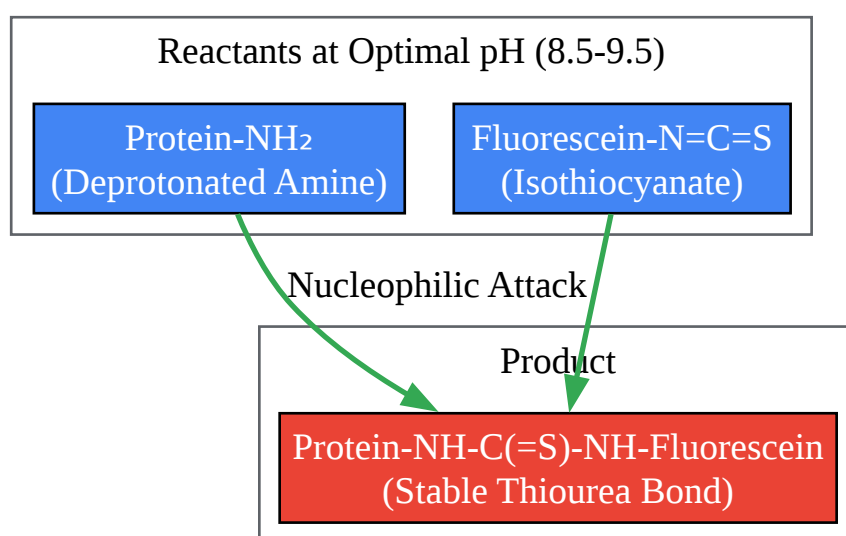 Reactants at Optimal pH (8.5-9.5)
Protein-NH₂
(Deprotonated Amine)
Fluorescein-N=C=S
(Isothiocyanate)
Nucleophilic Attack
Product
Protein-NH-C(=S)-NH-Fluorescein
(Stable Thiourea Bond)